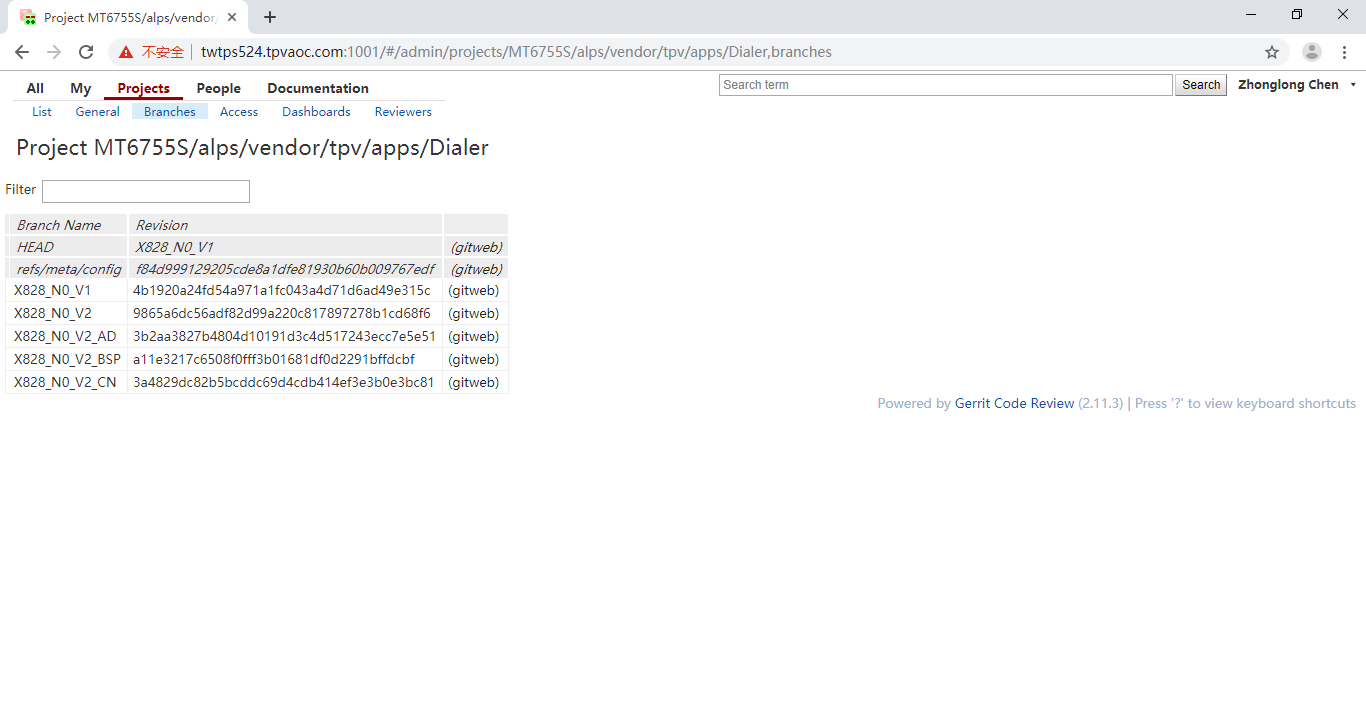 Project MT6755S/alps/vendor/
不安全 twtps524.tpvaoc.com:1001/#/admin/projects/MT6755S/alps/vendor/tpv/apps/Dialer,branches
All My Projects People Documentation Search term Search Zhonglong Chen
List General Branches Access Dashboards Reviewers
Project MT6755S/alps/vendor/tpv/apps/Dialer
Filter
Branch Name Revision
HEAD X828_N0_V1 (gitweb)
refs/meta/config f84d999129205cde8a1dfe81930b60b009767edf (gitweb)
X828_N0_V1 4b1920a24fd54a971a1fc043a4d71d6ad49e315c (gitweb)
X828_N0_V2 9865a6dc56adf82d99a220c817897278b1cd68f6 (gitweb)
X828_N0_V2_AD 3b2aa3827b4804d10191d3c4d517243ecc7e5e51 (gitweb)
X828_N0_V2_BSP a11e3217c6508f0fff3b01681df0d2291bffdcbf (gitweb)
X828_N0_V2_CN 3a4829dc82b5bcddc69d4cdb414ef3e3b0e3bc81 (gitweb)
Powered by Gerrit Code Review (2.11.3) | Press '?' to view keyboard shortcuts